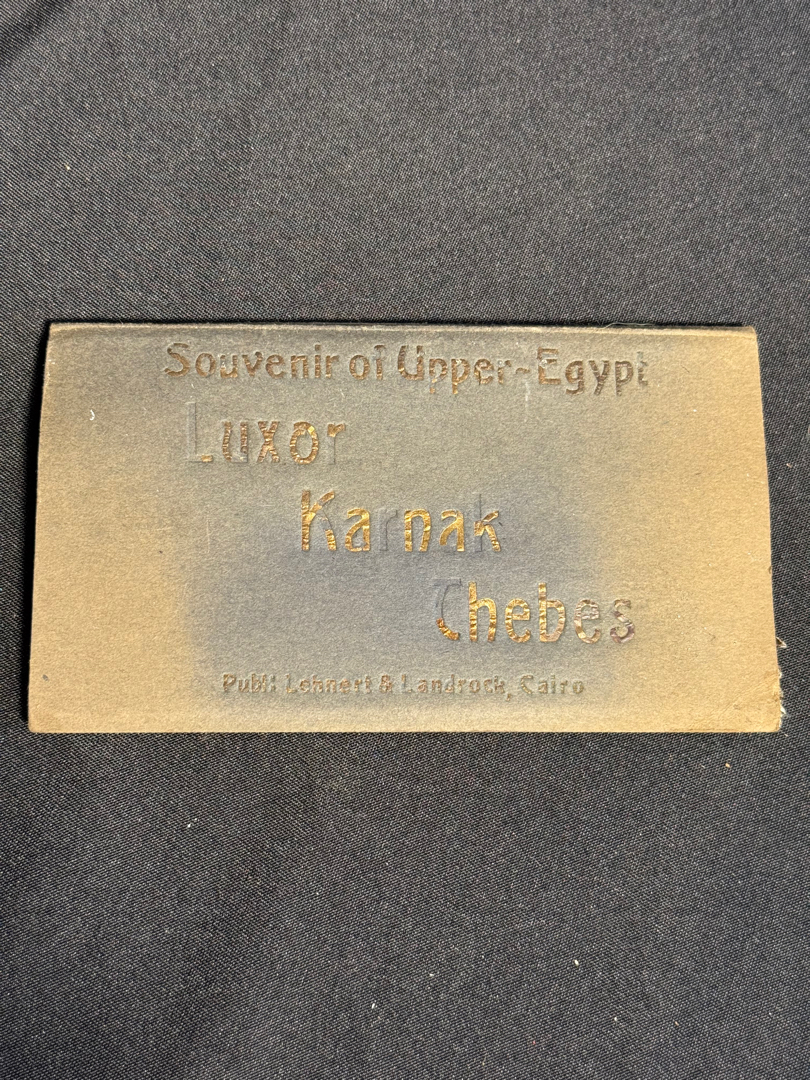 Souvenir of Upper-Egypt
Luxor
Karnak
Thebes
Publ: Lehnert & Landrock, Cairo